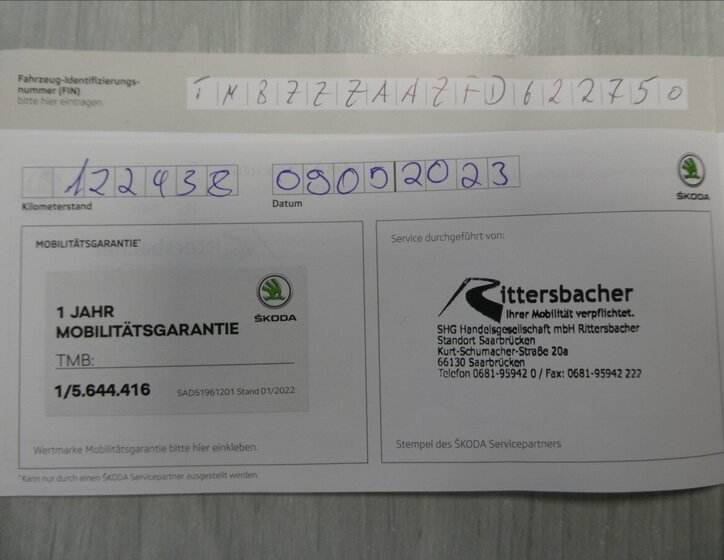 Fahrzeug-Identifizierungs-
nummer (FIN)
bitte hier eintragen
TMBZZZAAZFD622750
122438
Kilometerstand
09052023
Datum
ŠKODA
MOBILITÄTSGARANTIE*
ŠKODA
1 JAHR
MOBILITÄTSGARANTIE
TMB:
1/5.644.416
SAD51961201 Stand 01/2022
Wertmarke Mobilitätsgarantie bitte hier einkleben.
*Kann nur durch einen ŠKODA Servicepartner ausgestellt werden.
Service durchgeführt von:
Rittersbacher
Ihrer Mobilität verpflichtet.
SHG Handelsgesellschaft mbH Rittersbacher
Standort Saarbrücken
Kurt-Schumacher-Straße 20a
66130 Saarbrücken
Telefon 0681-95942 0 / Fax: 0681-95942 222
Stempel des ŠKODA Servicepartners